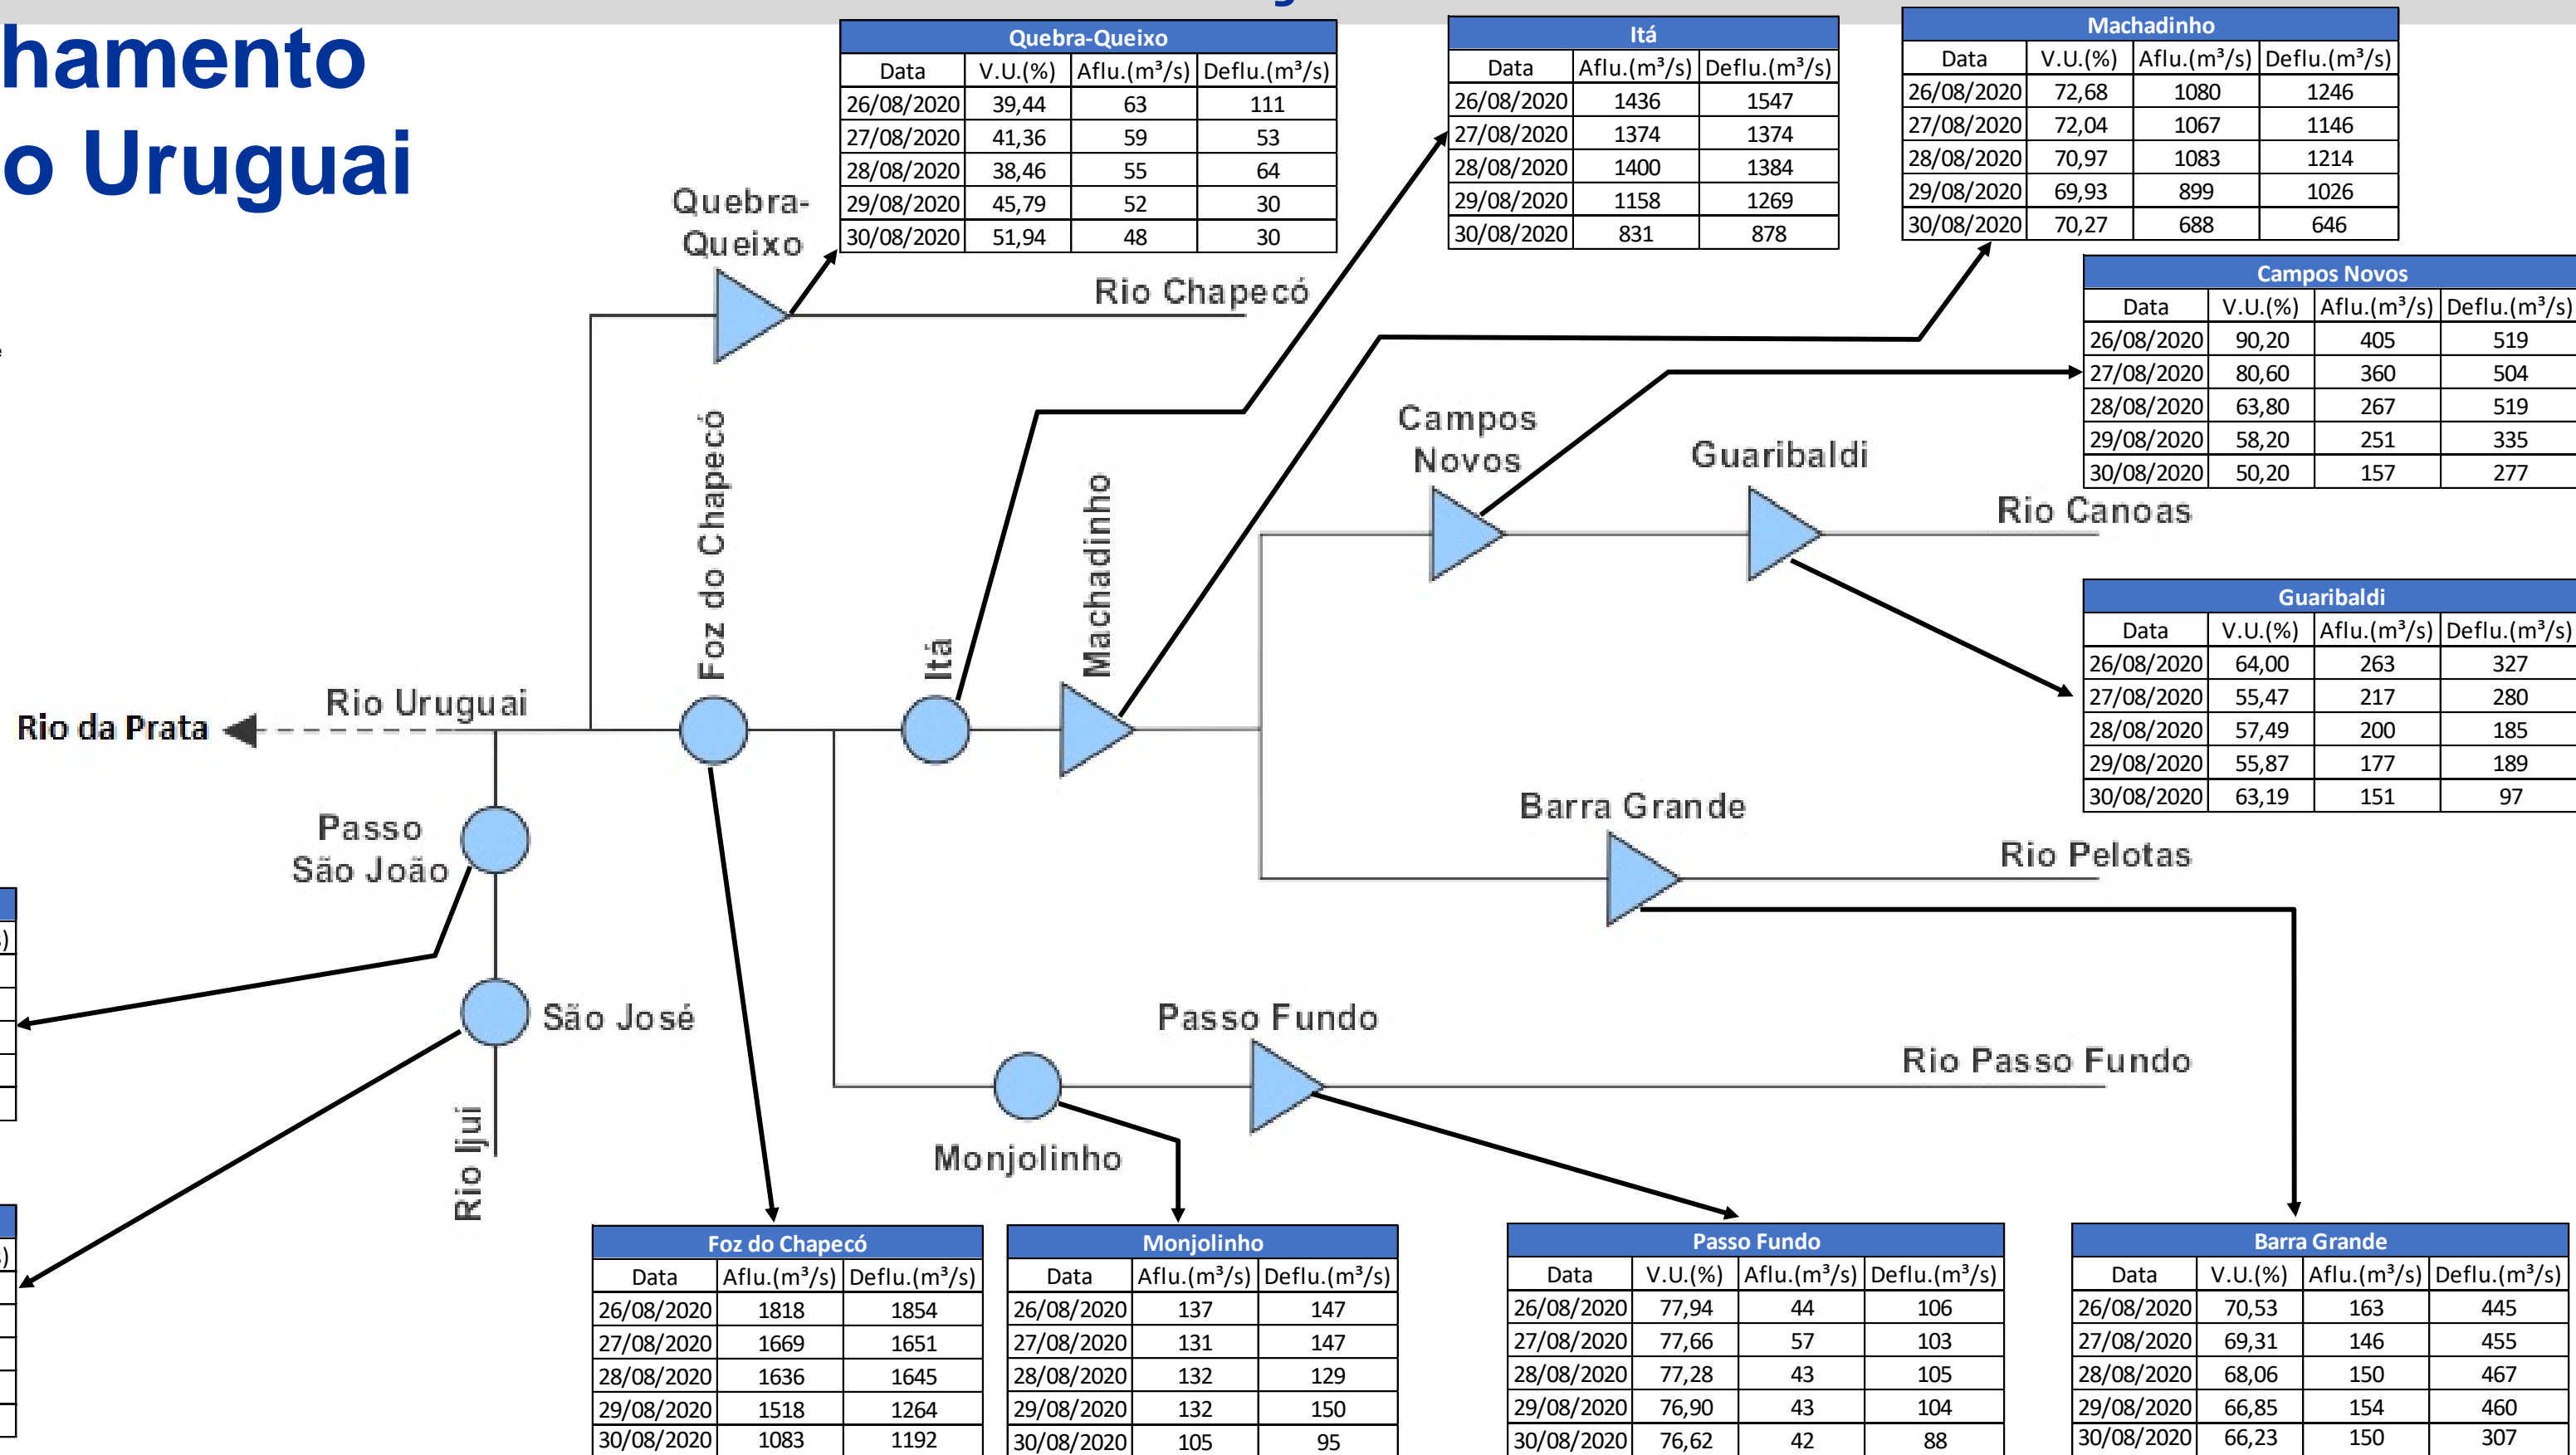 hamento
o Uruguai
Quebra-Queixo
Data V.U.(%) Aflu.(m³/s) Deflu.(m³/s)
26/08/2020 39,44 63 111
27/08/2020 41,36 59 53
28/08/2020 38,46 55 64
29/08/2020 45,79 52 30
30/08/2020 51,94 48 30
Itá
Data Aflu.(m³/s) Deflu.(m³/s)
26/08/2020 1436 1547
27/08/2020 1374 1374
28/08/2020 1400 1384
29/08/2020 1158 1269
30/08/2020 831 878
Machadinho
Data V.U.(%) Aflu.(m³/s) Deflu.(m³/s)
26/08/2020 72,68 1080 1246
27/08/2020 72,04 1067 1146
28/08/2020 70,97 1083 1214
29/08/2020 69,93 899 1026
30/08/2020 70,27 688 646
Quebra-
Queixo
Rio Chapecó
Campos Novos
Data V.U.(%) Aflu.(m³/s) Deflu.(m³/s)
26/08/2020 90,20 405 519
27/08/2020 80,60 360 504
28/08/2020 63,80 267 519
29/08/2020 58,20 251 335
30/08/2020 50,20 157 277
Foz do Chapecó
Itá
Machadinho
Campos
Novos
Guaribaldi
Rio Canoas
Guaribaldi
Data V.U.(%) Aflu.(m³/s) Deflu.(m³/s)
26/08/2020 64,00 263 327
27/08/2020 55,47 217 280
28/08/2020 57,49 200 185
29/08/2020 55,87 177 189
30/08/2020 63,19 151 97
Rio da Prata
Rio Uruguai
Passo
São João
Barra Grande
Rio Pelotas
São José
Rio Ijui
Passo Fundo
Rio Passo Fundo
Monjolinho
Foz do Chapecó
Data Aflu.(m³/s) Deflu.(m³/s)
26/08/2020 1818 1854
27/08/2020 1669 1651
28/08/2020 1636 1645
29/08/2020 1518 1264
30/08/2020 1083 1192
Monjolinho
Data Aflu.(m³/s) Deflu.(m³/s)
26/08/2020 137 147
27/08/2020 131 147
28/08/2020 132 129
29/08/2020 132 150
30/08/2020 105 95
Passo Fundo
Data V.U.(%) Aflu.(m³/s) Deflu.(m³/s)
26/08/2020 77,94 44 106
27/08/2020 77,66 57 103
28/08/2020 77,28 43 105
29/08/2020 76,90 43 104
30/08/2020 76,62 42 88
Barra Grande
Data V.U.(%) Aflu.(m³/s) Deflu.(m³/s)
26/08/2020 70,53 163 445
27/08/2020 69,31 146 455
28/08/2020 68,06 150 467
29/08/2020 66,85 154 460
30/08/2020 66,23 150 307